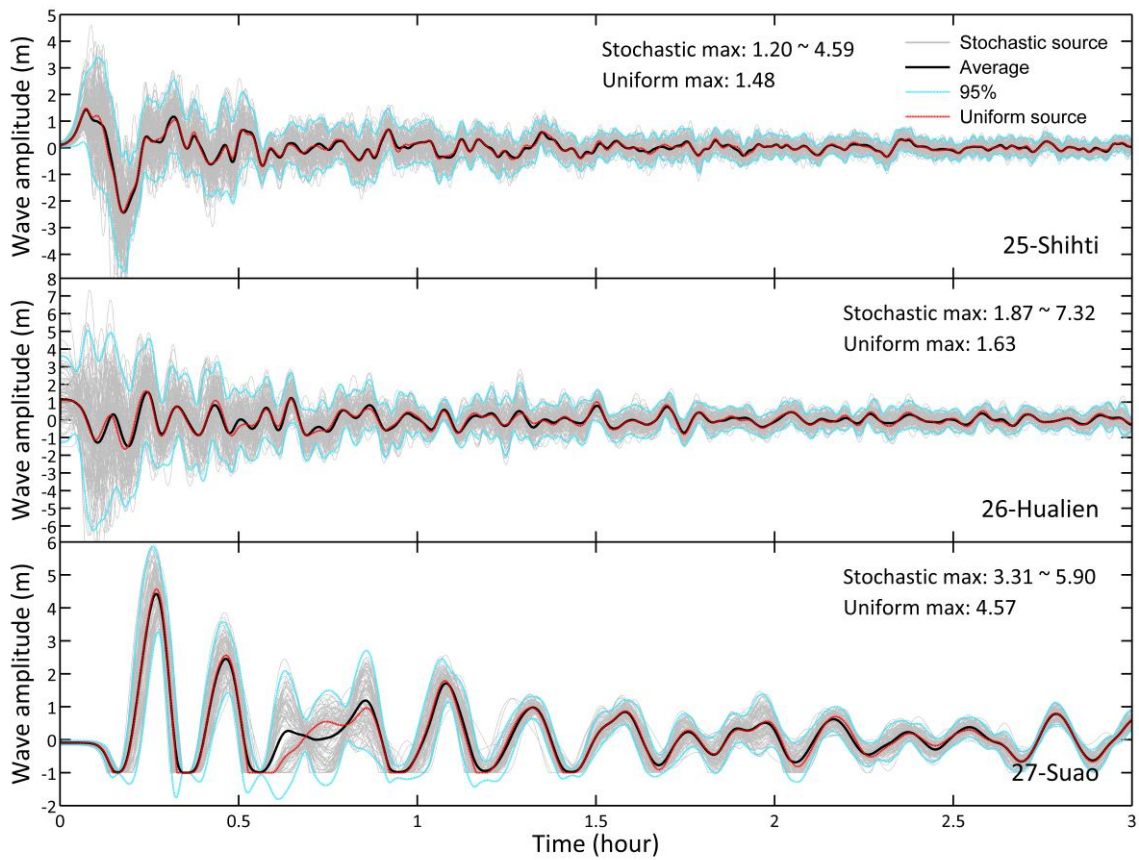 5
4
3
2
1
0
-1
-2
-3
-4
Wave amplitude (m)
Stochastic max: 1.20 ~ 4.59
Uniform max: 1.48
Stochastic source
Average
95%
Uniform source
25-Shihti
8
7
6
5
4
3
2
1
0
-1
-2
-3
-4
-5
-6
Wave amplitude (m)
Stochastic max: 1.87 ~ 7.32
Uniform max: 1.63
26-Hualien
6
5
4
3
2
1
0
-1
-2
Wave amplitude (m)
Stochastic max: 3.31 ~ 5.90
Uniform max: 4.57
27-Suao
0 0.5 1 1.5 2 2.5 3
Time (hour)